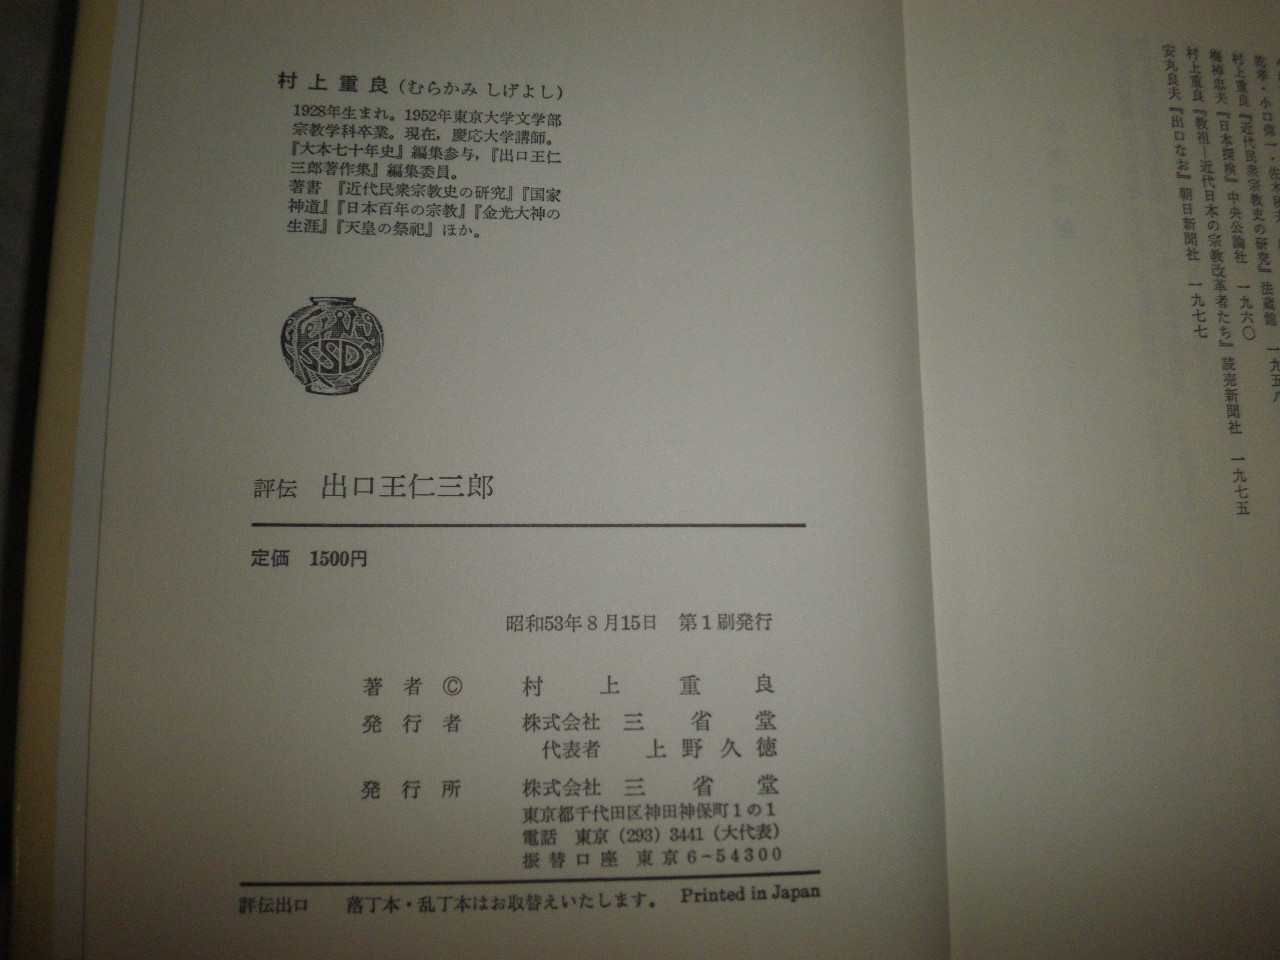 村上重良(むらかみ しげよし)
1928年生まれ。1952年東京大学文学部
宗教学科卒業。現在，慶応大学講師。
『大本七十年史』編集参与，『出口王仁
三郎著作集』編集委員。
著書　『近代民衆宗教史の研究』『国家
神道』『日本百年の宗教』『金光大神の
生涯』『天皇の祭祀』ほか。
SSD
評伝　出口王仁三郎
定価　1500円
昭和53年8月15日　第1刷発行
著者©　村上重良
発行者　株式会社 三省堂
代表者　上野久徳
発行所　株式会社 三省堂
東京都千代田区神田神保町1の1
電話　東京 (293) 3441 (大代表)
振替口座　東京6-54300
評伝出口　落丁本・乱丁本はお取替えいたします。　Printed in Japan
村上重良『近代民衆宗教史の研究』法蔵館　一九五八
梅棹忠夫『日本探検』中央公論社　一九六〇
村上重良『教祖―近代日本の宗教改革者たち』読売新聞社　一九七五
安丸良夫『出口なお』朝日新聞社　一九七七